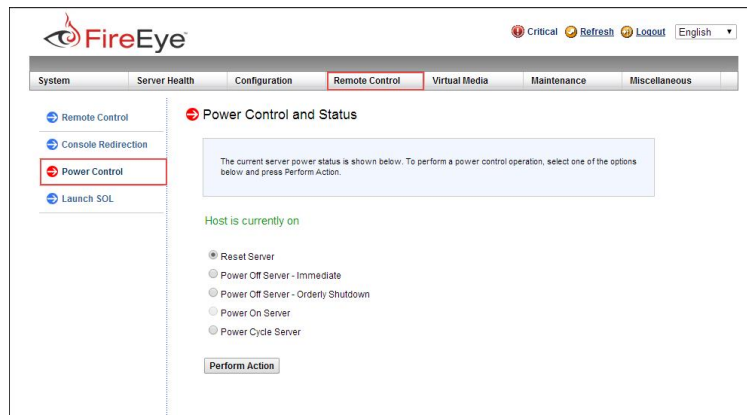 FireEye
Critical Refresh Logout English
System Server Health Configuration Remote Control Virtual Media Maintenance Miscellaneous
Remote Control
Console Redirection
Power Control
Launch SOL
Power Control and Status
The current server power status is shown below. To perform a power control operation, select one of the options
below and press Perform Action.
Host is currently on
Reset Server
Power Off Server - Immediate
Power Off Server - Orderly Shutdown
Power On Server
Power Cycle Server
Perform Action